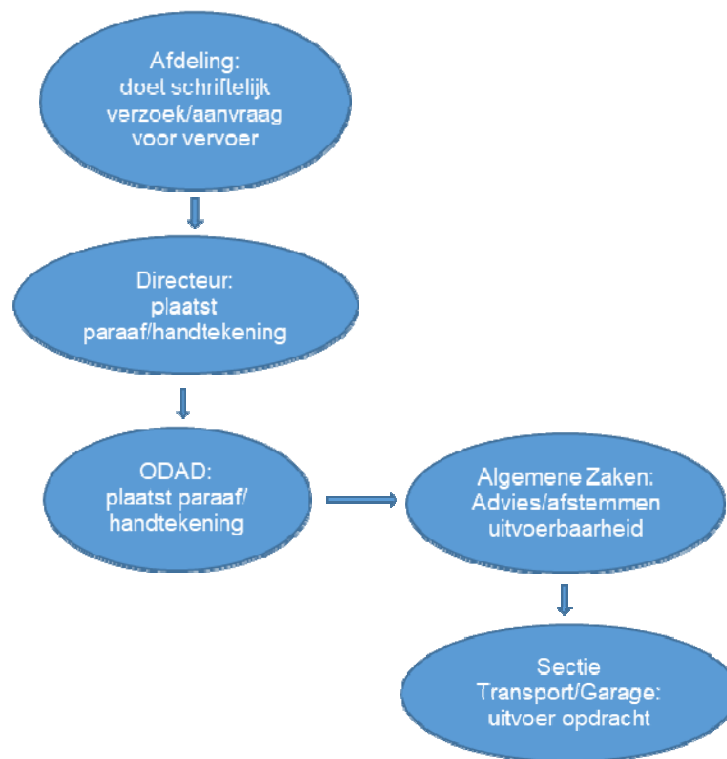 Afdeling:
doet schriftelijk
verzoek/aanvraag
voor vervoer
Directeur:
plaatst
paraaf/handtekening
ODAD:
plaatst paraaf/
handtekening
Algemene Zaken:
Advies/afstemmen
uitvoerbaarheid
Sectie
Transport/Garage:
uitvoer opdracht